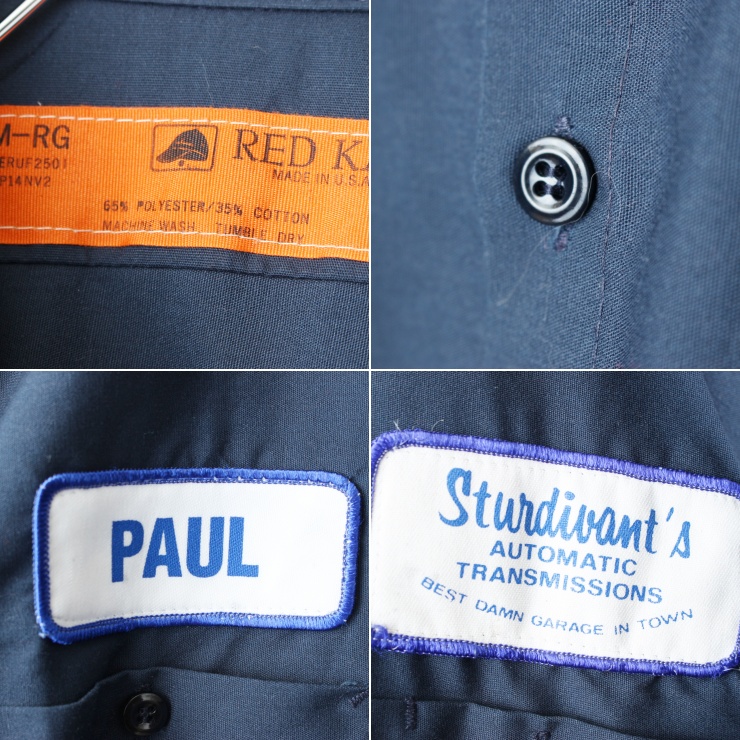 M-RG
ERUF2501
P14NV2
RED KA
MADE IN U.S.A
65% POLYESTER/35% COTTON
MACHINE WASH TUMBLE DRY
PAUL
Sturdivant's
AUTOMATIC
TRANSMISSIONS
BEST DAMN GARAGE IN TOWN